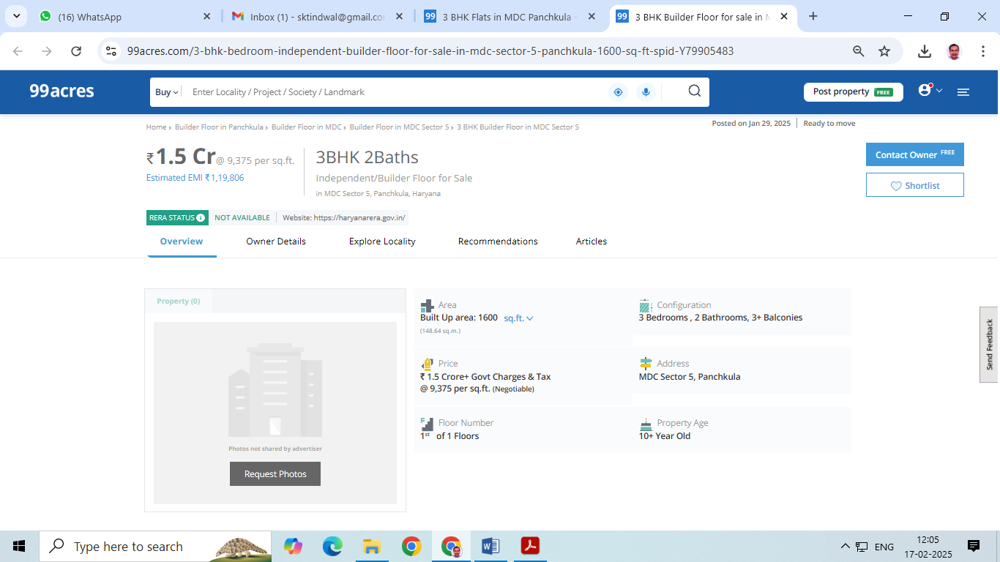 (16) WhatsApp
Inbox (1) - sktindwal@gmail.co
99 3 BHK Flats in MDC Panchkula -
99 3 BHK Builder Floor for sale in
99acres.com/3-bhk-bedroom-independent-builder-floor-for-sale-in-mdc-sector-5-panchkula-1600-sq-ft-spid-Y79905483
99acres
Buy
Enter Locality / Project / Society / Landmark
Post property FREE
Home › Builder Floor in Panchkula › Builder Floor in MDC › Builder Floor in MDC Sector 5 › 3 BHK Builder Floor in MDC Sector 5
Posted on Jan 29, 2025 | Ready to move
₹ 1.5 Cr @ 9,375 per sq.ft.
Estimated EMI ₹ 1,19,806
3BHK 2Baths
Independent/Builder Floor for Sale
in MDC Sector 5, Panchkula, Haryana
Contact Owner FREE
Shortlist
RERA STATUS i NOT AVAILABLE | Website: https://haryanarera.gov.in/
Overview
Owner Details
Explore Locality
Recommendations
Articles
Property (0)
Photos not shared by advertiser
Request Photos
Area
Built Up area: 1600 sq.ft.
(148.64 sq.m.)
Configuration
3 Bedrooms , 2 Bathrooms, 3+ Balconies
Price
₹ 1.5 Crore+ Govt Charges & Tax
@ 9,375 per sq.ft. (Negotiable)
Address
MDC Sector 5, Panchkula
Floor Number
1st of 1 Floors
Property Age
10+ Year Old
Send Feedback
Type here to search
ENG
12:05
17-02-2025